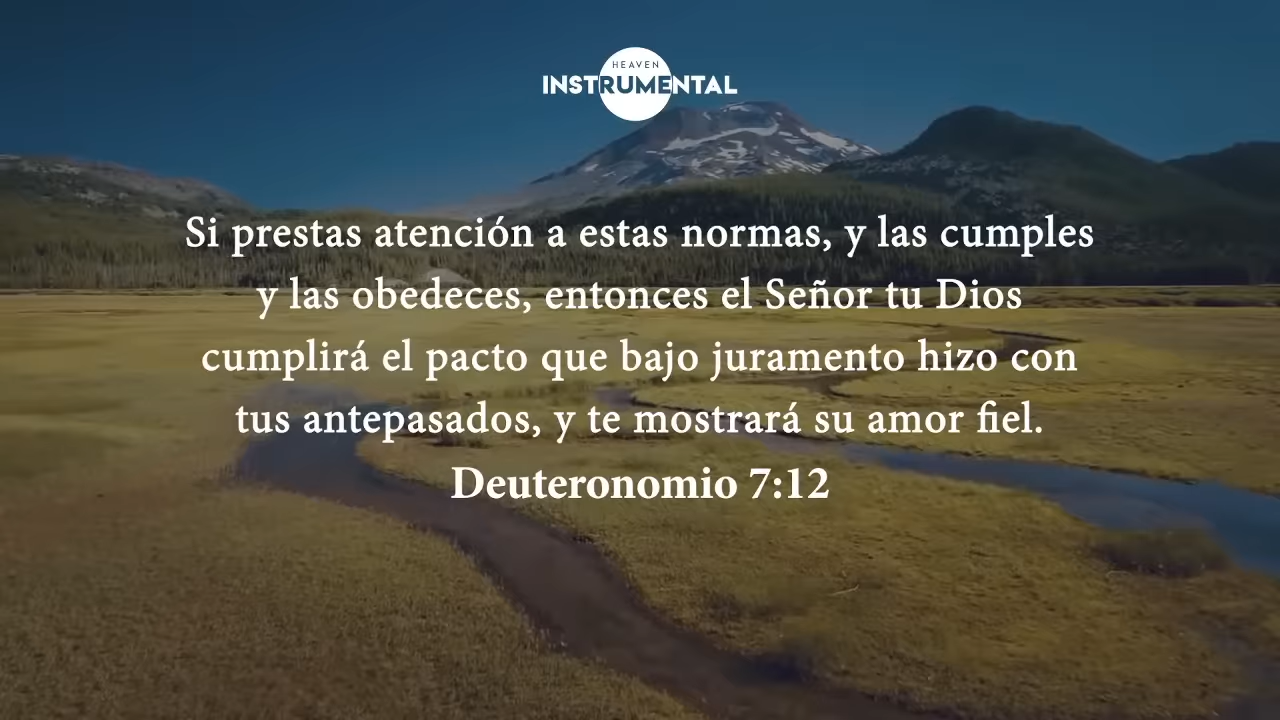 HEAVEN
INSTRUMENTAL
Si prestas atención a estas normas, y las cumples
y las obedeces, entonces el Señor tu Dios
cumplirá el pacto que bajo juramento hizo con
tus antepasados, y te mostrará su amor fiel.
Deuteronomio 7:12